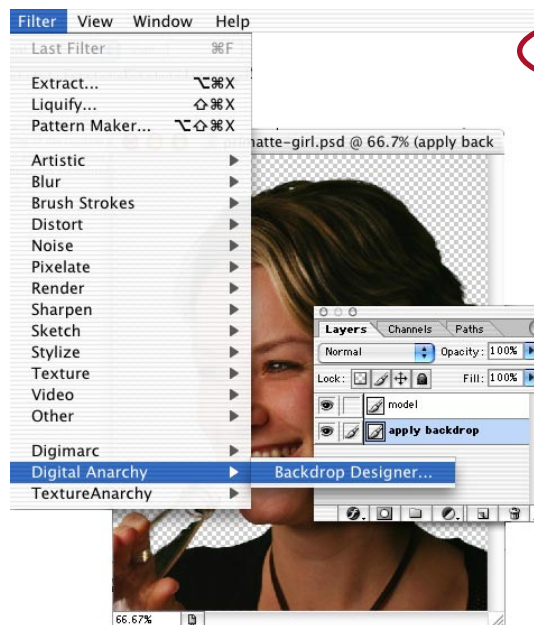 Filter View Window Help
Last Filter ⌘F
Extract... ⌥⌘X
Liquify... ⇧⌘X
Pattern Maker... ⌥⇧⌘X
atte-girl.psd @ 66.7% (apply back
Artistic
Blur
Brush Strokes
Distort
Noise
Pixelate
Render
Sharpen
Sketch
Stylize
Texture
Video
Other
Digimarc
Digital Anarchy
TextureAnarchy
Backdrop Designer...
Layers Channels Paths
Normal Opacity: 100%
Lock: Fill: 100%
model
apply backdrop
66.67%